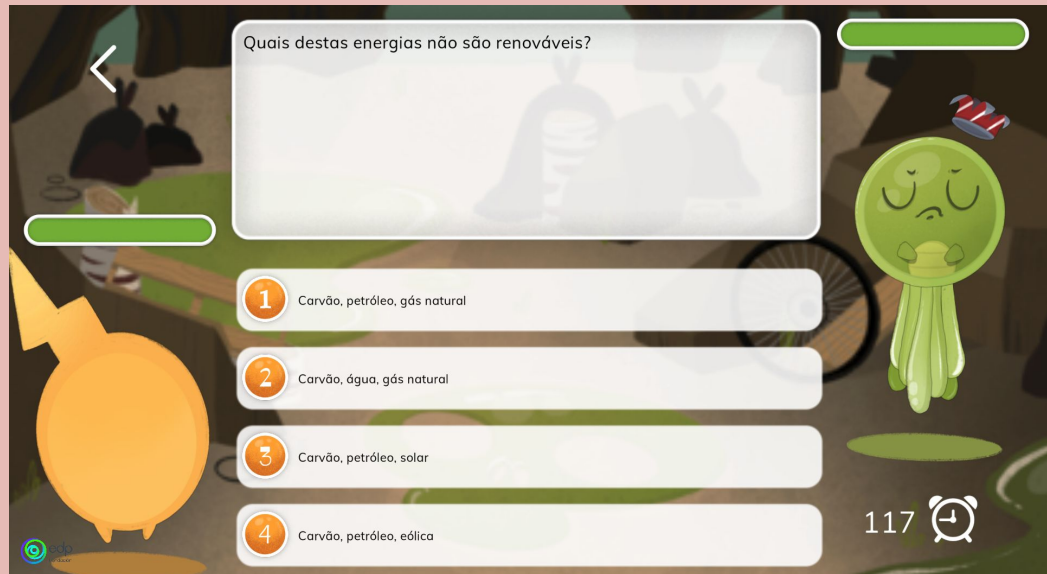 Quais destas energias não são renováveis?
1
Carvão, petróleo, gás natural
2
Carvão, água, gás natural
3
Carvão, petróleo, solar
4
Carvão, petróleo, eólica
117
edp